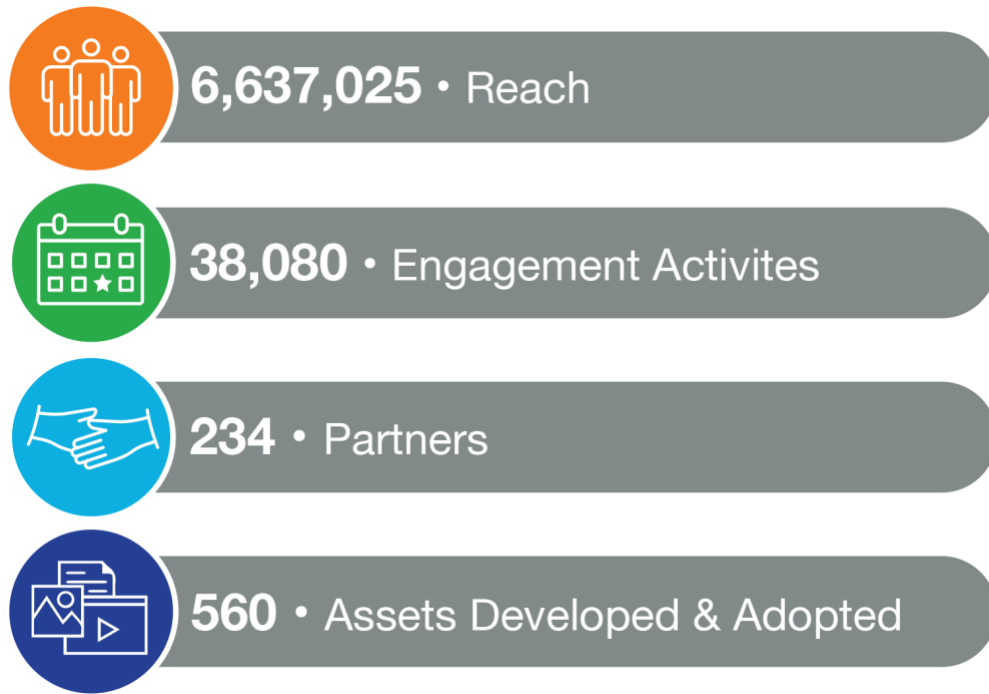 6,637,025 • Reach
38,080 • Engagement Activites
234 • Partners
560 • Assets Developed & Adopted